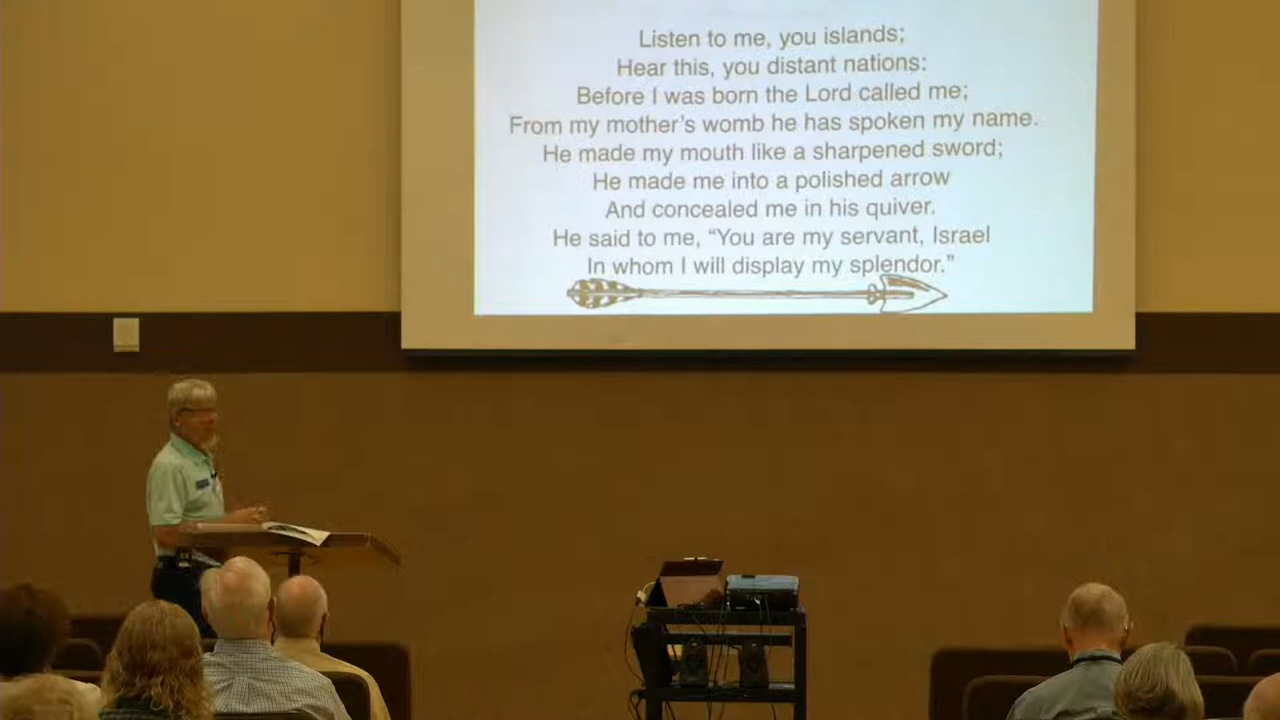 Listen to me, you islands;
Hear this, you distant nations:
Before I was born the Lord called me;
From my mother's womb he has spoken my name.
He made my mouth like a sharpened sword;
He made me into a polished arrow
And concealed me in his quiver.
He said to me, “You are my servant, Israel
In whom I will display my splendor.”